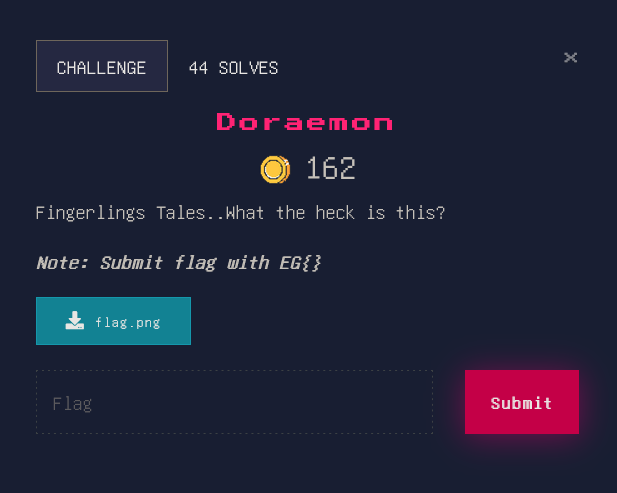 CHALLENGE 44 SOLVES ×
Doraemon
162
Fingerlings Tales..What the heck is this?
Note: Submit flag with EG{}
flag.png
Flag Submit